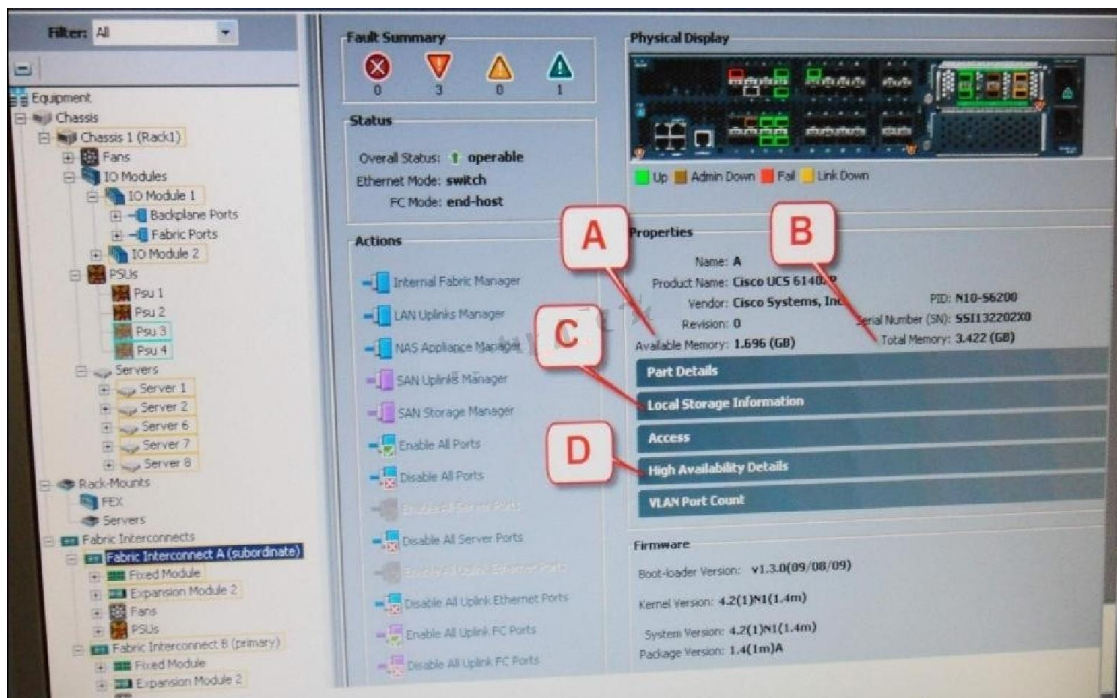 Filter: All
Equipment
Chassis
Chassis 1 (Rack1)
Fans
IO Modules
IO Module 1
Backplane Ports
Fabric Ports
IO Module 2
PSUs
Psu 1
Psu 2
Psu 3
Psu 4
Servers
Server 1
Server 2
Server 6
Server 7
Server 8
Rack-Mounts
FEX
Servers
Fabric Interconnects
Fabric Interconnect A (subordinate)
Fixed Module
Expansion Module 2
Fans
PSUs
Fabric Interconnect B (primary)
Fixed Module
Expansion Module 2
Fault Summary
0 3 0 1
Status
Overall Status: operable
Ethernet Mode: switch
FC Mode: end-host
Actions
Internal Fabric Manager
LAN Uplinks Manager
NAS Appliance Manager
SAN Uplinks Manager
SAN Storage Manager
Enable All Ports
Disable All Ports
Enable All Server Ports
Disable All Server Ports
Enable All Uplink Ethernet Ports
Disable All Uplink Ethernet Ports
Enable All Uplink FC Ports
Disable All Uplink FC Ports
Physical Display
Up Admin Down Fail Link Down
A
B
C
D
Properties
Name: A
Product Name: Cisco UCS
Vendor: Cisco Systems, Inc
PID: N10-S6200
Revision: 0
Serial Number (SN): SSI132202X0
Available Memory: 1.696 (GB)
Total Memory: 3.422 (GB)
Part Details
Local Storage Information
Access
High Availability Details
VLAN Port Count
Firmware
Boot-loader Version: v1.3.0(09/08/09)
Kernel Version: 4.2(1)N1(1.4m)
System Version: 4.2(1)N1(1.4m)
Package Version: 1.4(1m)A